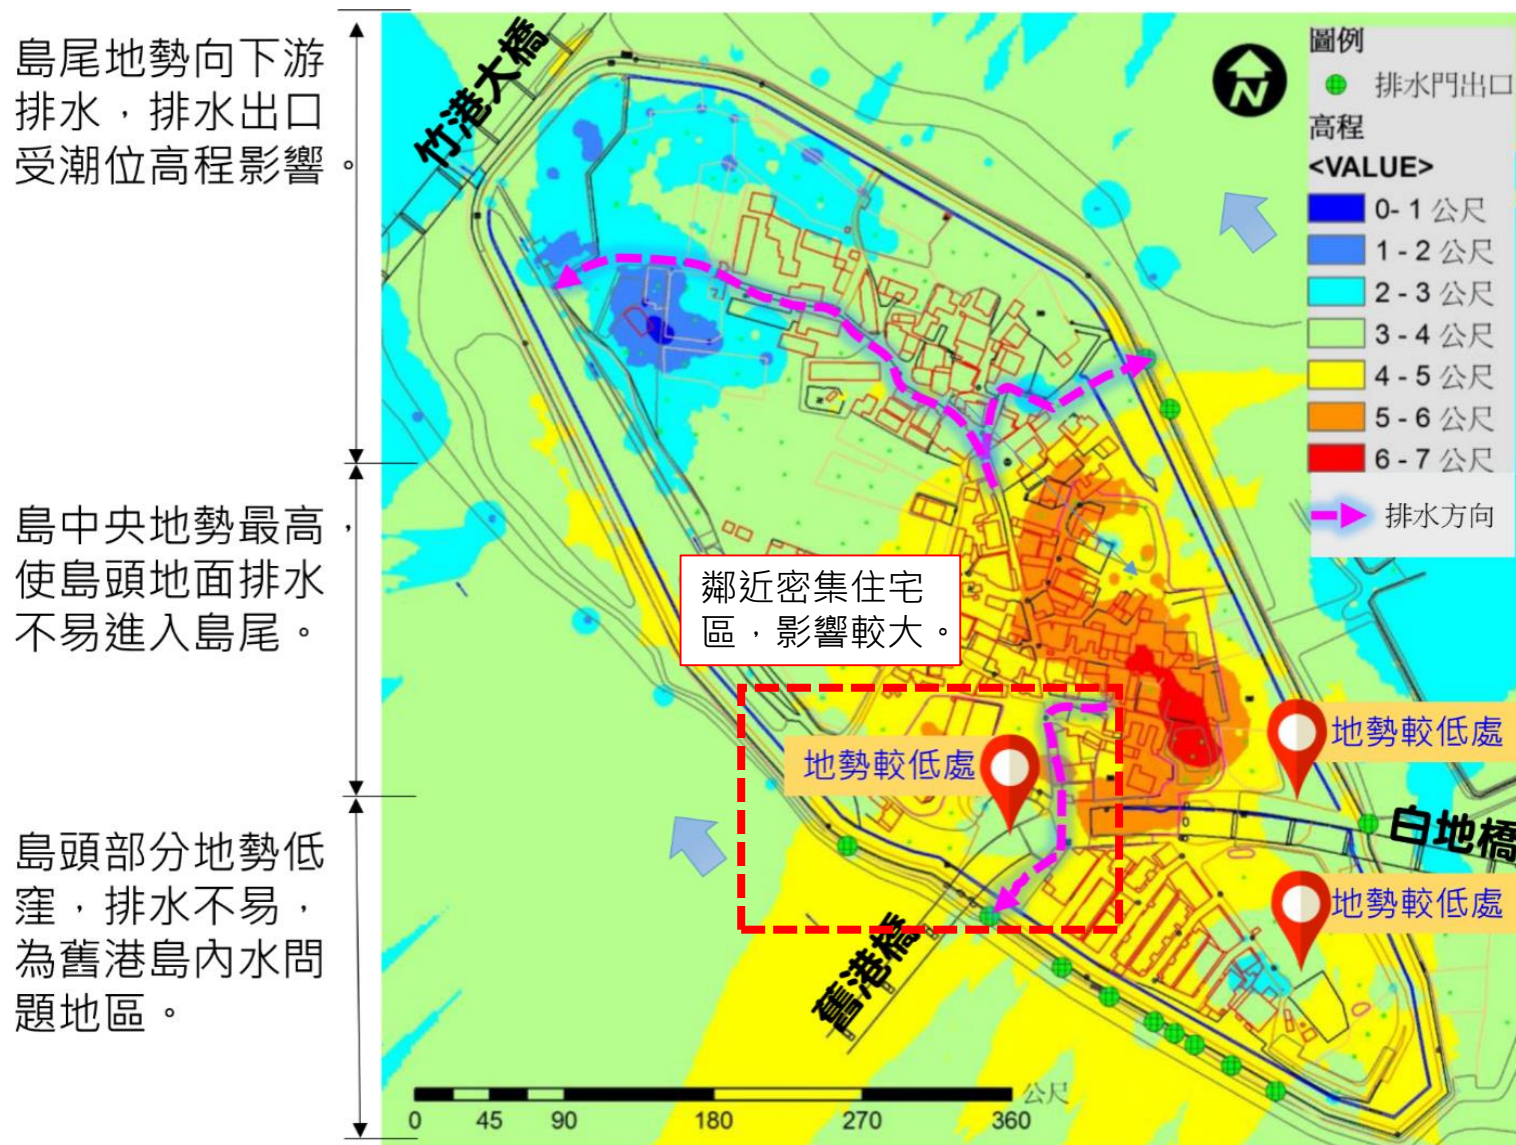 島尾地勢向下游
排水，排水出口
受潮位高程影響。
島中央地勢最高，
使島頭地面排水
不易進入島尾。
島頭部分地勢低
窪，排水不易，
為舊港島內水問
題地區。
竹港大橋
N
圖例
排水門出口
高程
<VALUE>
0- 1 公尺
1 - 2 公尺
2 - 3 公尺
3 - 4 公尺
4 - 5 公尺
5 - 6 公尺
6 - 7 公尺
排水方向
鄰近密集住宅
區，影響較大。
地勢較低處
地勢較低處
白地橋
地勢較低處
舊港橋
公尺
0 45 90 180 270 360